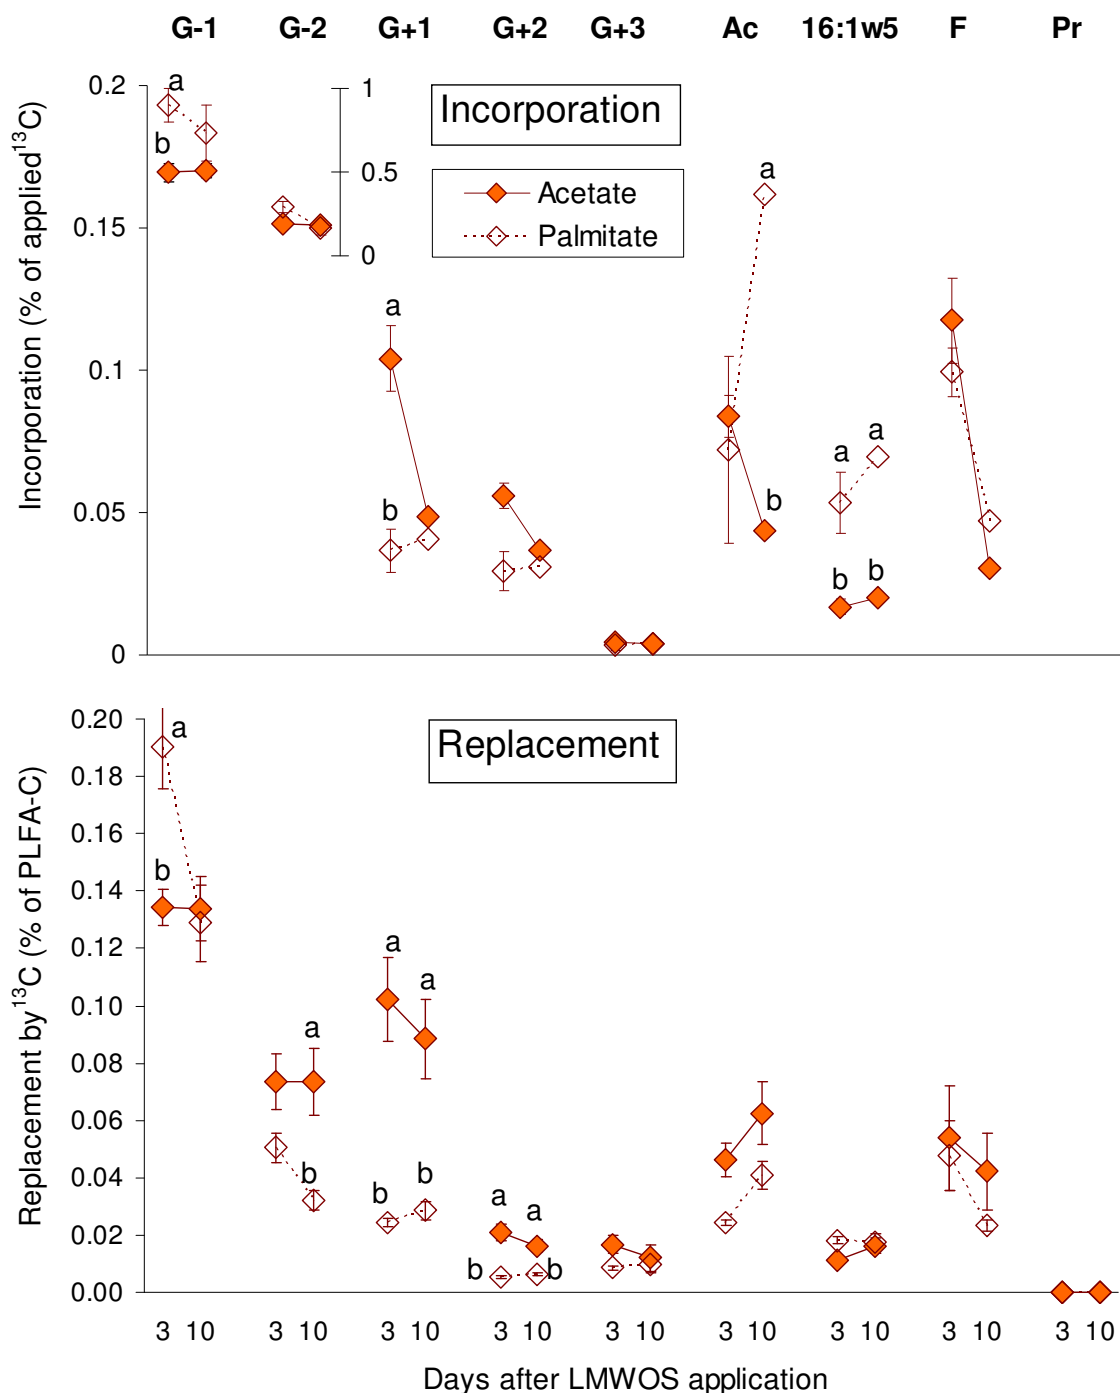 G-1 G-2 G+1 G+2 G+3 Ac 16:1w5 F Pr
Incorporation (% of applied ¹³C)
0.2
0.15
0.1
0.05
0
1
0.5
0
Incorporation
Acetate
Palmitate
a
b
a
b
a
b
a a
b b
Replacement by ¹³C (% of PLFA-C)
0.20
0.18
0.16
0.14
0.12
0.10
0.08
0.06
0.04
0.02
0.00
Replacement
a
b
a
b
a a
b b
a a
b b
3 10 3 10 3 10 3 10 3 10 3 10 3 10 3 10 3 10
Days after LMWOS application